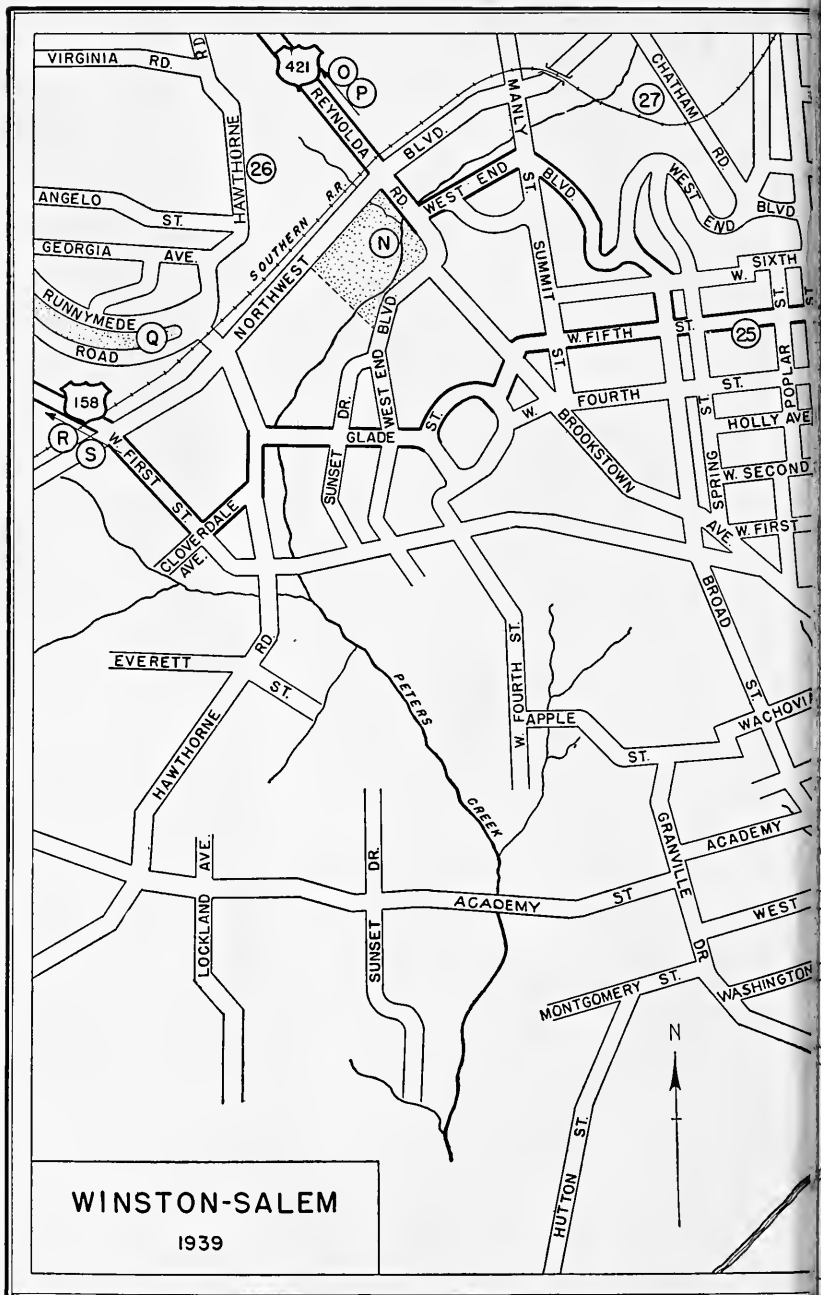 VIRGINIA RD.
RD.
421
O
P
REYNOLDA RD.
MANLY ST.
CHATHAM RD.
27
HAWTHORNE
26
BLVD.
WEST END BLVD.
WEST END BLVD
ANGELO ST.
SOUTHERN R.R.
N
GEORGIA AVE.
NORTHWEST
SUMMIT ST.
W. SIXTH
ST.
ST
RUNNYMEDE ROAD
Q
WEST END BLVD.
W. FIFTH ST.
25
158
R
S
W. FIRST ST.
SUNSET DR.
GLADE ST.
W. FOURTH ST.
POPLAR
BROOKSTOWN AVE.
SPRING ST.
HOLLY AVE
W. SECOND
W. FIRST
CLOVERDALE AVE.
BROAD ST.
EVERETT ST.
HAWTHORNE RD.
PETERS CREEK
W. FOURTH ST.
APPLE ST.
WACHOVIA
GRANVILLE DR.
ACADEMY
LOCKLAND AVE.
SUNSET DR.
ACADEMY ST
WEST
MONTGOMERY ST.
WASHINGTON
N
HUTTON ST.
WINSTON-SALEM
1939